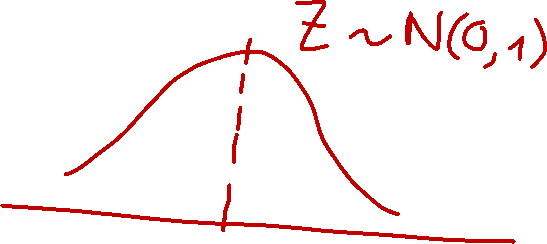 Z ~ N(0,1)